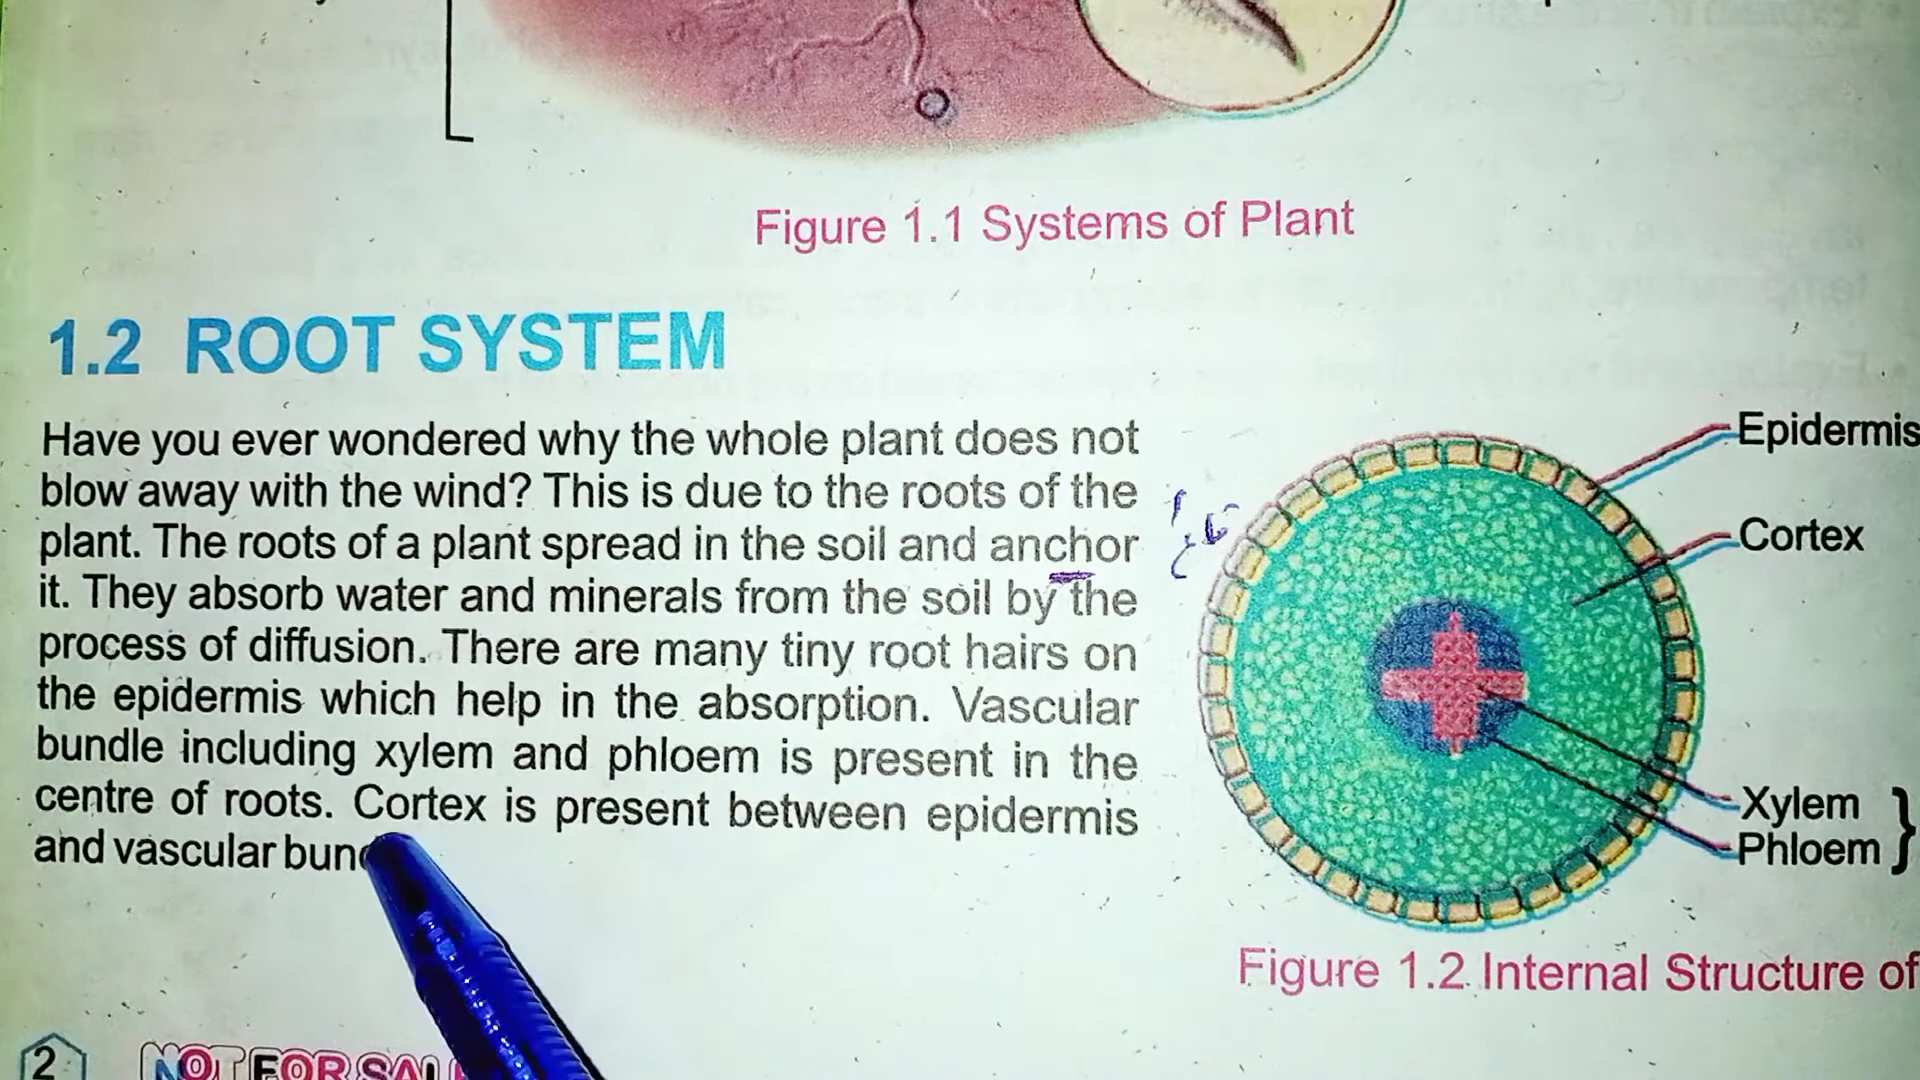 Figure 1.1 Systems of Plant
1.2 ROOT SYSTEM
Have you ever wondered why the whole plant does not
blow away with the wind? This is due to the roots of the
plant. The roots of a plant spread in the soil and anchor
it. They absorb water and minerals from the soil by the
process of diffusion. There are many tiny root hairs on
the epidermis which help in the absorption. Vascular
bundle including xylem and phloem is present in the
centre of roots. Cortex is present between epidermis
and vascular
Epidermis
Cortex
Xylem
Phloem
Figure 1.2 Internal Structure of
2
NOT FOR